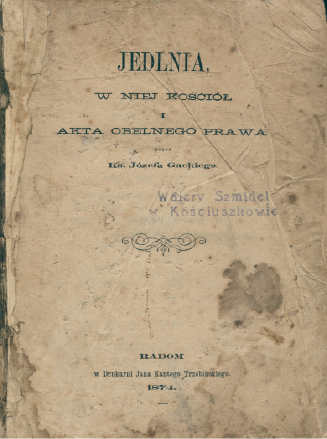 JEDLNIA,
W NIEJ KOŚCIÓŁ
I
AKTA OBELNEGO PRAWA
przez
Ks. Józefa Gackiego.
Walery Szmidel
w Kościuszkowie
RADOM
w Drukarni Jana Kantego Trzebińskiego.
1874.